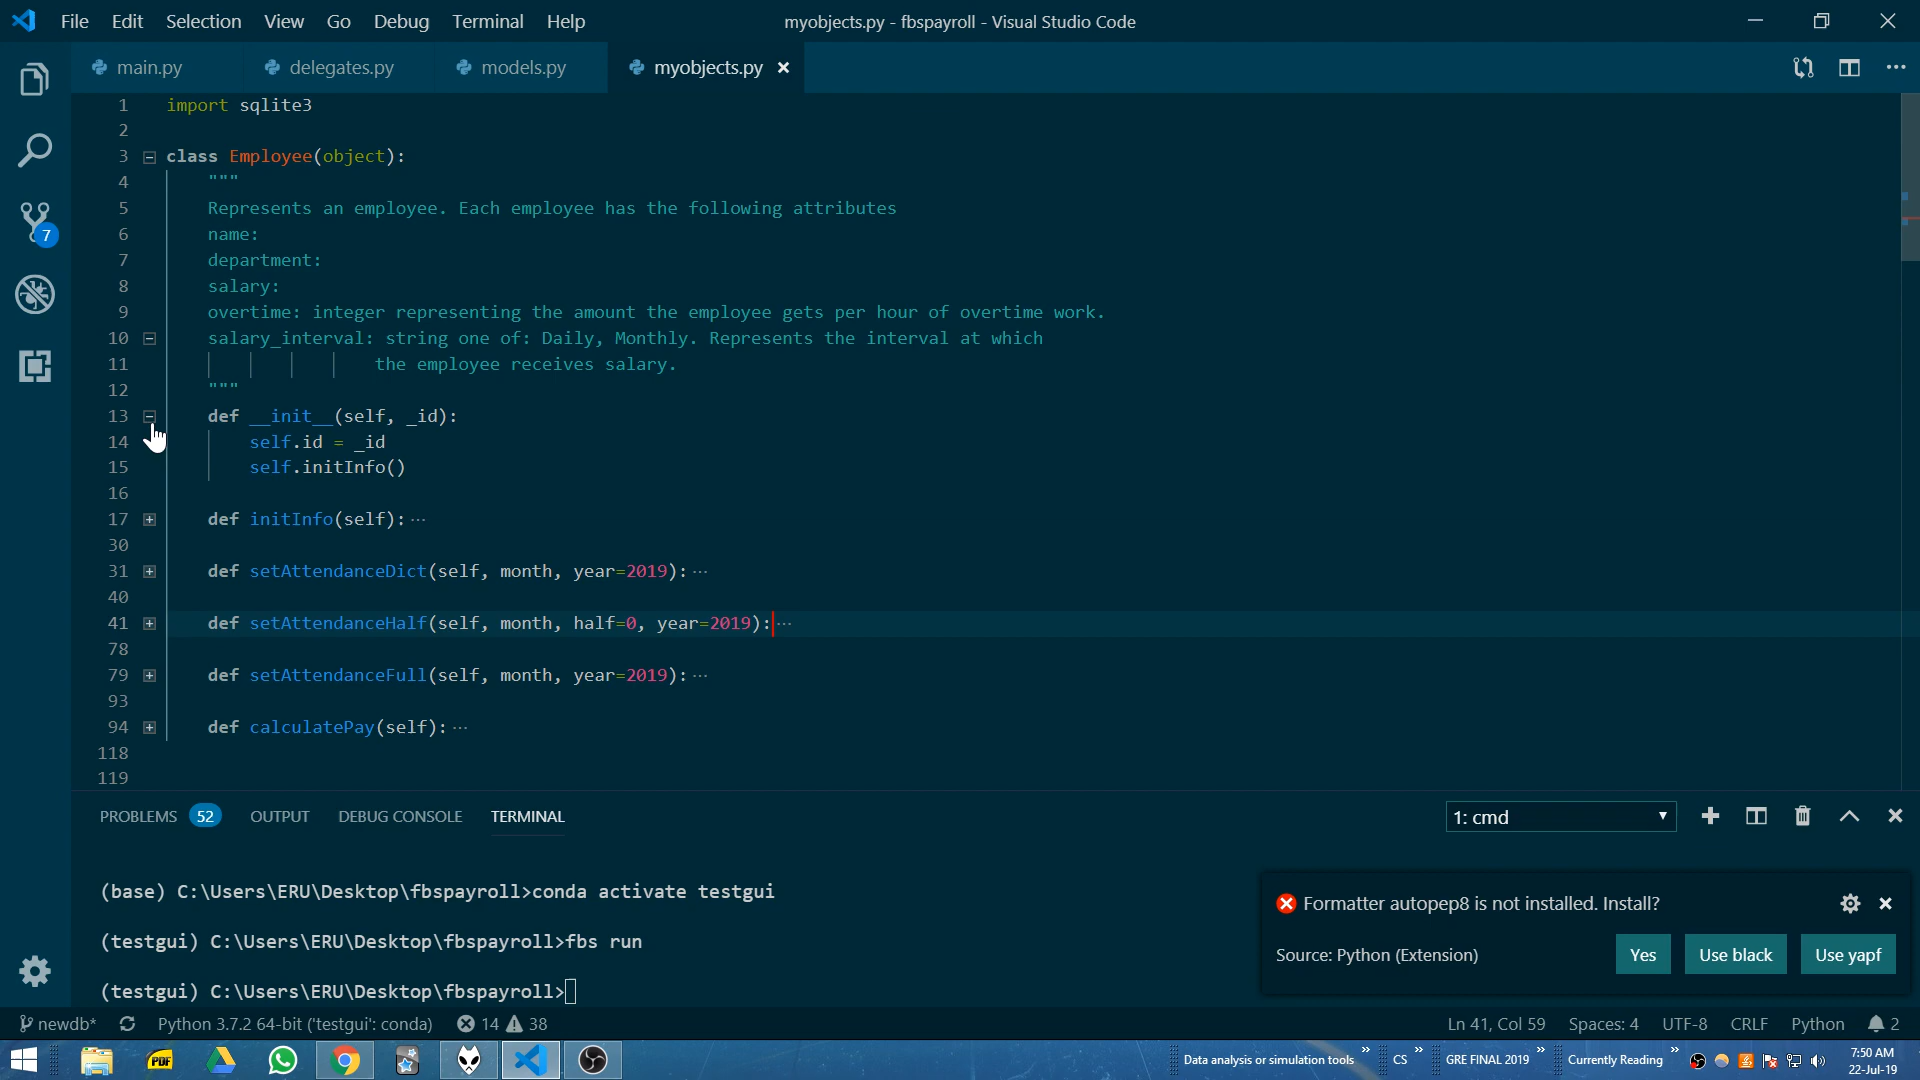 File Edit Selection View Go Debug Terminal Help myobjects.py - fbspayroll - Visual Studio Code
main.py delegates.py models.py myobjects.py
1 import sqlite3
2
3 class Employee(object):
4 """
5 Represents an employee. Each employee has the following attributes
6 name:
7 department:
8 salary:
9 overtime: integer representing the amount the employee gets per hour of overtime work.
10 salary_interval: string one of: Daily, Monthly. Represents the interval at which
11 the employee receives salary.
12 """
13 def __init__(self, _id):
14 self.id = _id
15 self.initInfo()
16
17 def initInfo(self):···
30
31 def setAttendanceDict(self, month, year=2019):···
40
41 def setAttendanceHalf(self, month, half=0, year=2019):···
78
79 def setAttendanceFull(self, month, year=2019):···
93
94 def calculatePay(self):···
118
119
7
PROBLEMS 52 OUTPUT DEBUG CONSOLE TERMINAL 1: cmd
(base) C:\Users\ERU\Desktop\fbspayroll>conda activate testgui
(testgui) C:\Users\ERU\Desktop\fbspayroll>fbs run
(testgui) C:\Users\ERU\Desktop\fbspayroll>
Formatter autopep8 is not installed. Install?
Source: Python (Extension) Yes Use black Use yapf
newdb* Python 3.7.2 64-bit ('testgui': conda) 14 38 Ln 41, Col 59 Spaces: 4 UTF-8 CRLF Python 2
PDF Data analysis or simulation tools » CS » GRE FINAL 2019 » Currently Reading » 7:50 AM
22-Jul-19